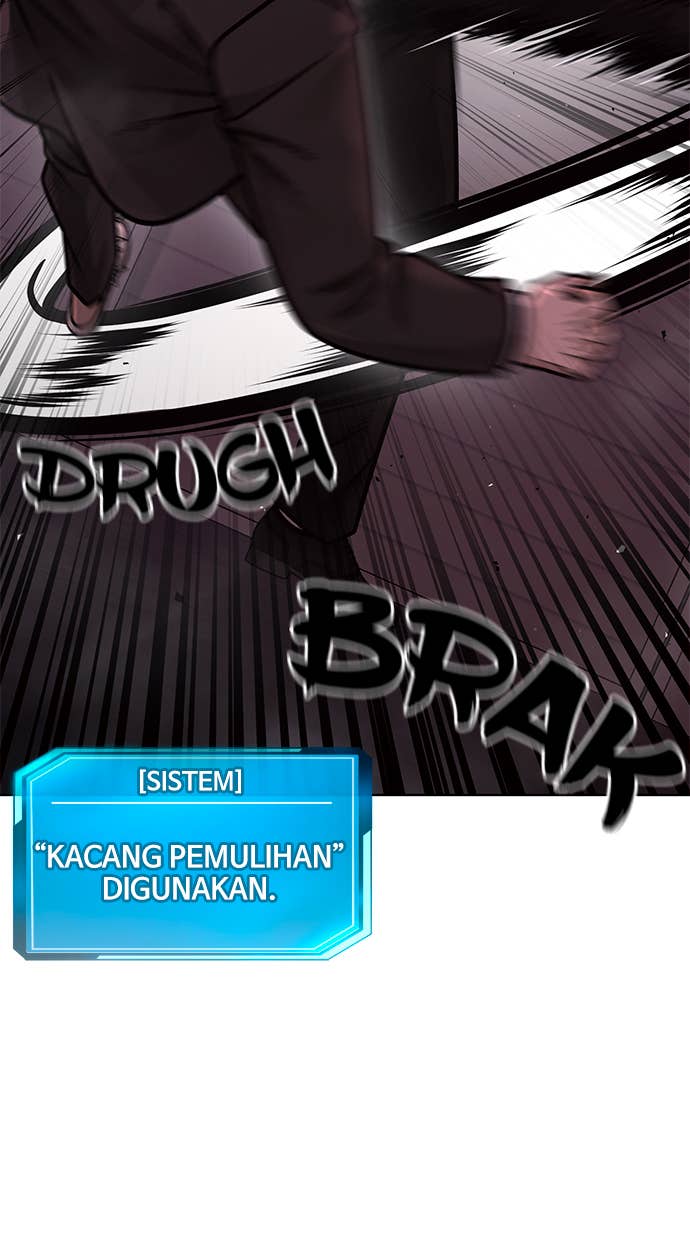 DRUGH
BRAK
[SISTEM]
“KACANG PEMULIHAN”
DIGUNAKAN.